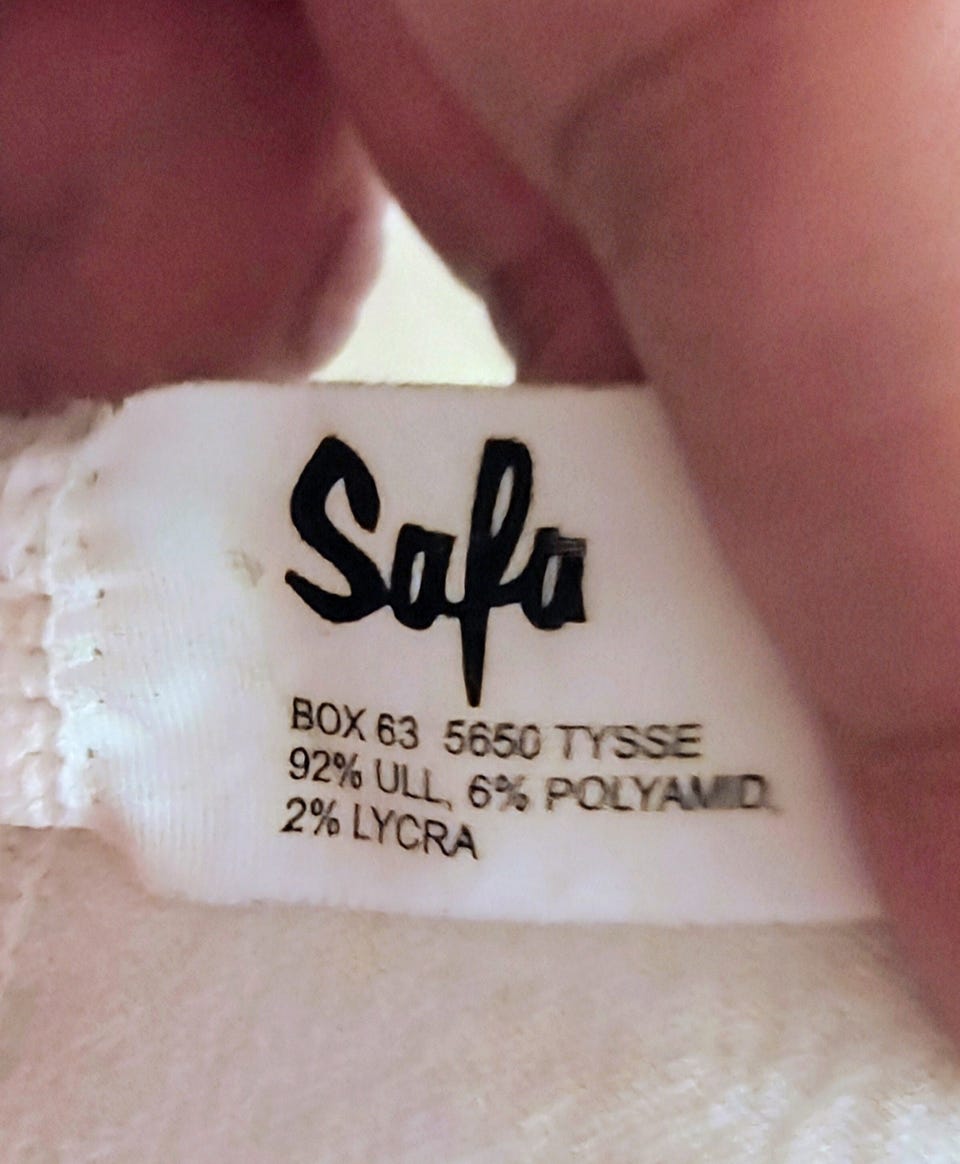 Safa
BOX 63 5650 TYSSE
92% ULL, 6% POLYAMID,
2% LYCRA